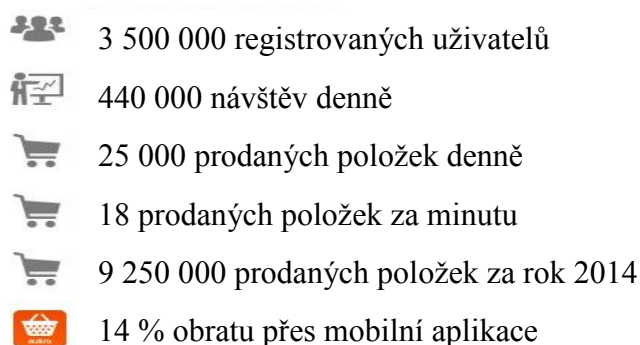 3 500 000 registrovaných uživatelů
440 000 návštěv denně
25 000 prodaných položek denně
18 prodaných položek za minutu
9 250 000 prodaných položek za rok 2014
aukro
14 % obratu přes mobilní aplikace